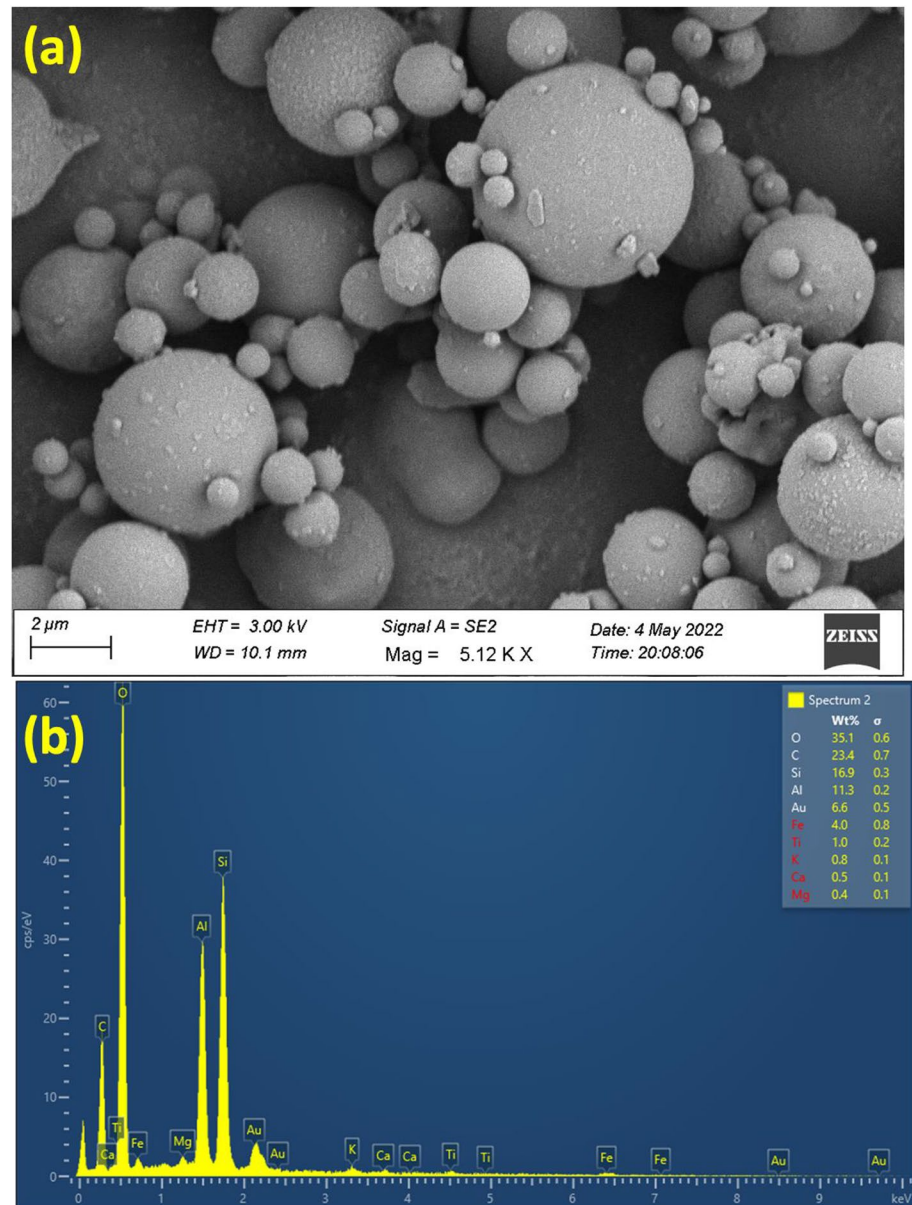 (a)
2 µm
EHT = 3.00 kV
Signal A = SE2
Date: 4 May 2022
ZEISS
WD = 10.1 mm
Mag = 5.12 K X
Time: 20:08:06
(b)
Spectrum 2
Wt% σ
O 35.1 0.6
C 23.4 0.7
Si 16.9 0.3
Al 11.3 0.2
Au 6.6 0.5
Fe 4.0 0.8
Ti 1.0 0.2
K 0.8 0.1
Ca 0.5 0.1
Mg 0.4 0.1
cps/eV
60
50
40
30
20
10
0
O
Si
Al
C
Ti
Ca
Fe
Mg
Au
Au
K
Ca
Ca
Ti
Ti
Fe
Fe
Au
Au
0 1 2 3 4 5 6 7 8 9 keV